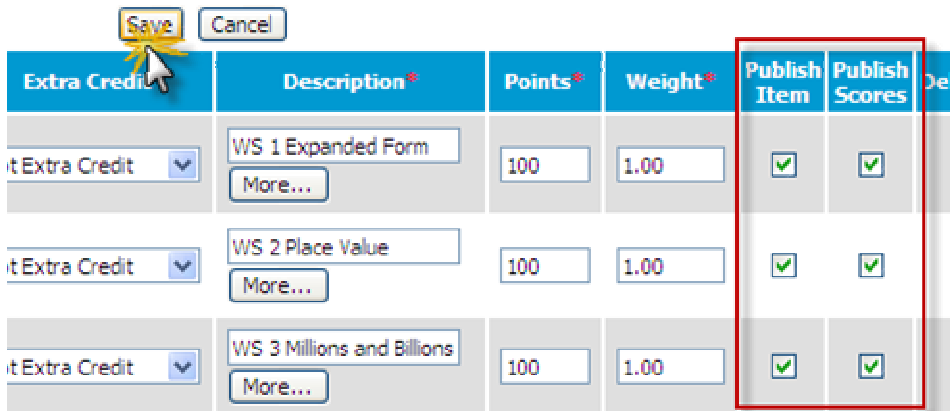 Save Cancel
Extra Credit Description* Points* Weight* Publish Item Publish Scores De
t Extra Credit WS 1 Expanded Form 100 1.00
More...
t Extra Credit WS 2 Place Value 100 1.00
More...
t Extra Credit WS 3 Millions and Billions 100 1.00
More...